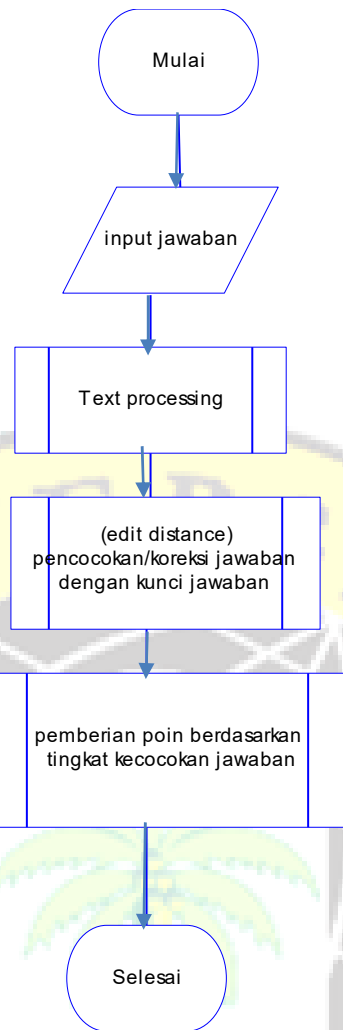 Mulai
input jawaban
Text processing
(edit distance)
pencocokan/koreksi jawaban
dengan kunci jawaban
pemberian poin berdasarkan
tingkat kecocokan jawaban
Selesai